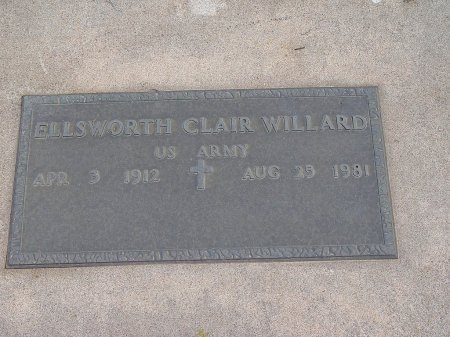 ELLSWORTH CLAIR WILLARD
US ARMY
APR 3 1912 AUG 25 1981